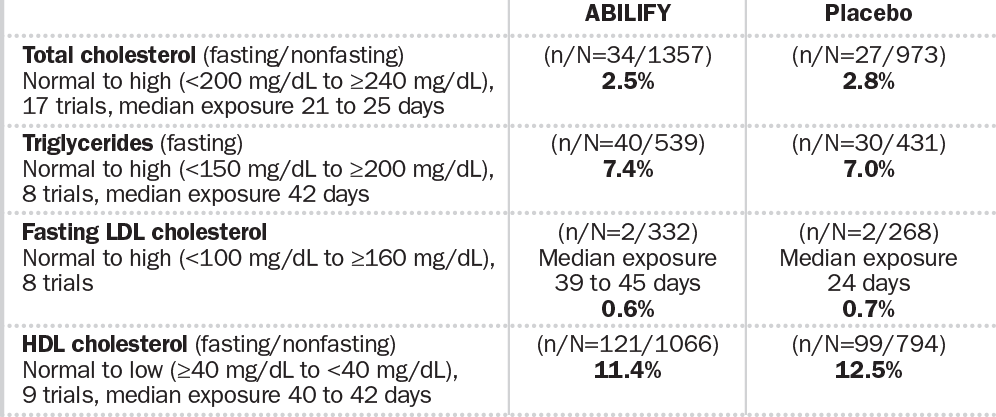 ABILIFY Placebo
Total cholesterol (fasting/nonfasting) (n/N=34/1357) (n/N=27/973)
Normal to high (<200 mg/dL to ≥240 mg/dL), 2.5% 2.8%
17 trials, median exposure 21 to 25 days
Triglycerides (fasting) (n/N=40/539) (n/N=30/431)
Normal to high (<150 mg/dL to ≥200 mg/dL), 7.4% 7.0%
8 trials, median exposure 42 days
Fasting LDL cholesterol (n/N=2/332) (n/N=2/268)
Normal to high (<100 mg/dL to ≥160 mg/dL), Median exposure Median exposure
8 trials 39 to 45 days 24 days
0.6% 0.7%
HDL cholesterol (fasting/nonfasting) (n/N=121/1066) (n/N=99/794)
Normal to low (≥40 mg/dL to <40 mg/dL), 11.4% 12.5%
9 trials, median exposure 40 to 42 days